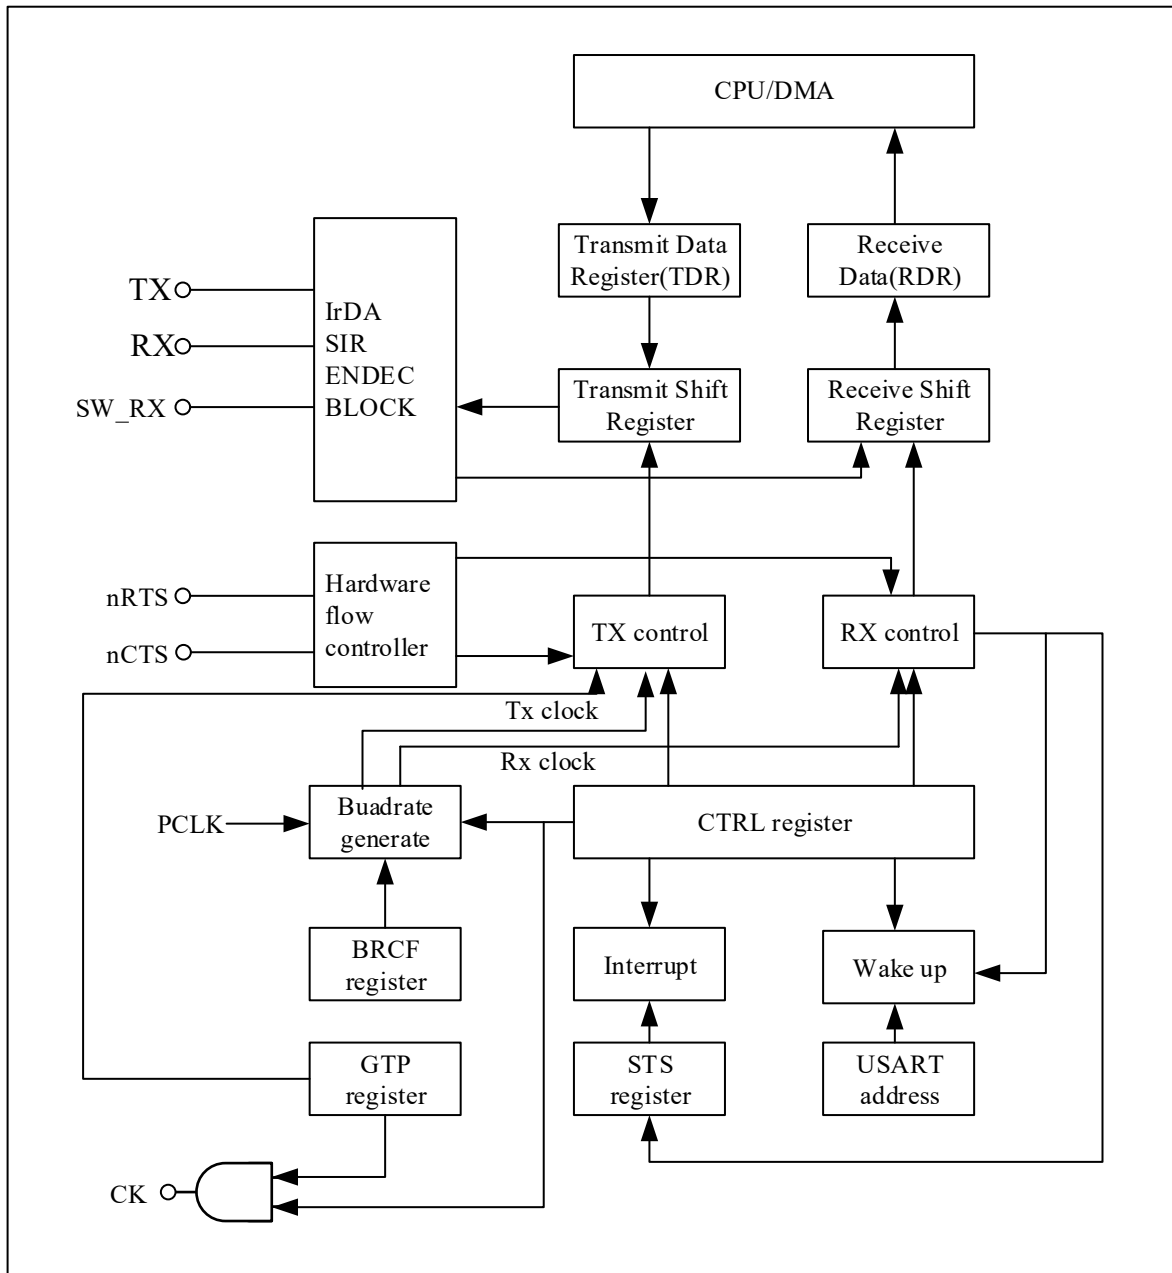 CPU/DMA
Transmit Data
Register(TDR)
Receive
Data(RDR)
TX
RX
SW_RX
IrDA
SIR
ENDEC
BLOCK
Transmit Shift
Register
Receive Shift
Register
nRTS
nCTS
Hardware
flow
controller
TX control
RX control
Tx clock
Rx clock
PCLK
Buadrate
generate
CTRL register
BRCF
register
Interrupt
Wake up
GTP
register
STS
register
USART
address
CK